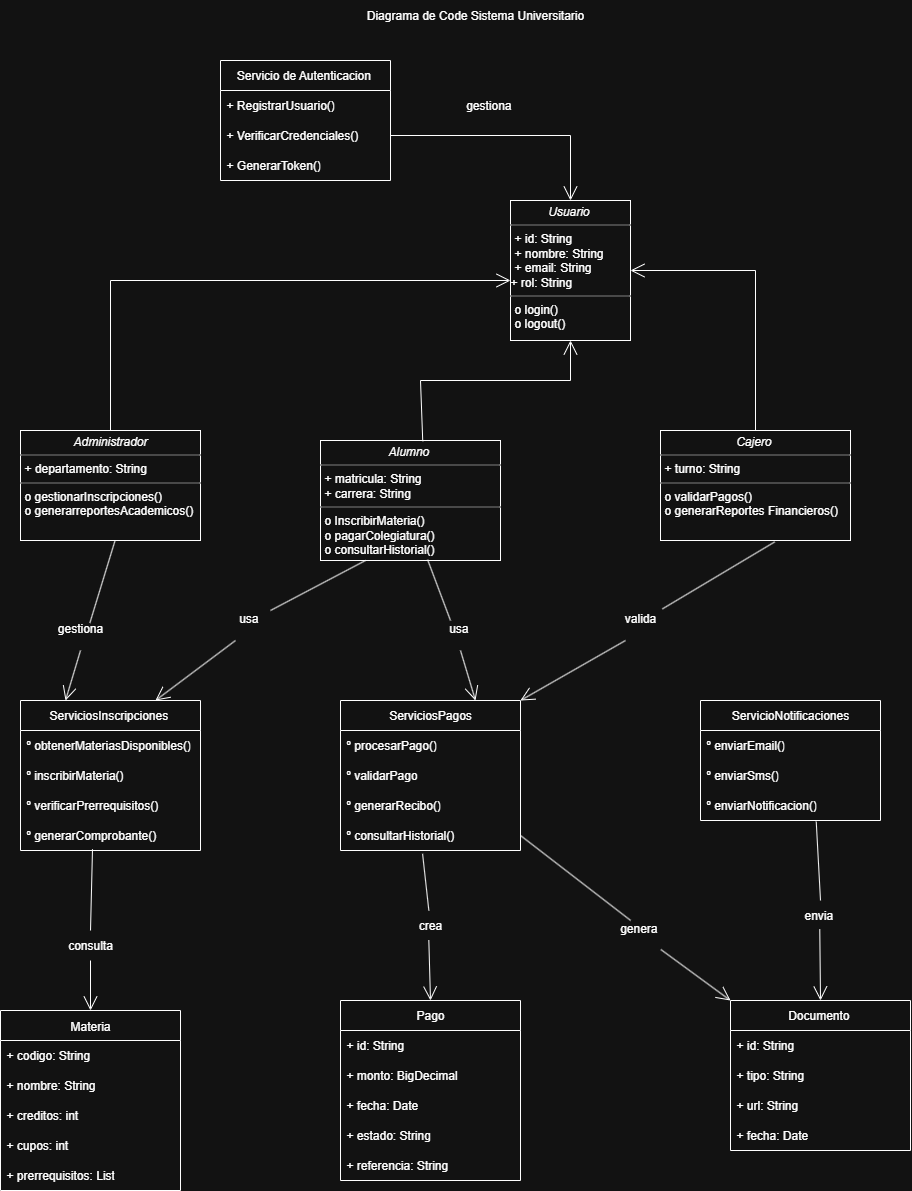 Diagrama de Code Sistema Universitario
Servicio de Autenticacion
+ RegistrarUsuario()
+ VerificarCredenciales()
+ GenerarToken()
gestiona
Usuario
+ id: String
+ nombre: String
+ email: String
+ rol: String
o login()
o logout()
Administrador
+ departamento: String
o gestionarInscripciones()
o generarreportesAcademicos()
Alumno
+ matricula: String
+ carrera: String
o InscribirMateria()
o pagarColegiatura()
o consultarHistorial()
Cajero
+ turno: String
o validarPagos()
o generarReportes Financieros()
gestiona
usa
usa
valida
ServiciosInscripciones
º obtenerMateriasDisponibles()
º inscribirMateria()
º verificarPrerrequisitos()
º generarComprobante()
ServiciosPagos
º procesarPago()
º validarPago
º generarRecibo()
º consultarHistorial()
ServicioNotificaciones
º enviarEmail()
º enviarSms()
º enviarNotificacion()
consulta
crea
genera
envia
Materia
+ codigo: String
+ nombre: String
+ creditos: int
+ cupos: int
+ prerrequisitos: List
Pago
+ id: String
+ monto: BigDecimal
+ fecha: Date
+ estado: String
+ referencia: String
Documento
+ id: String
+ tipo: String
+ url: String
+ fecha: Date